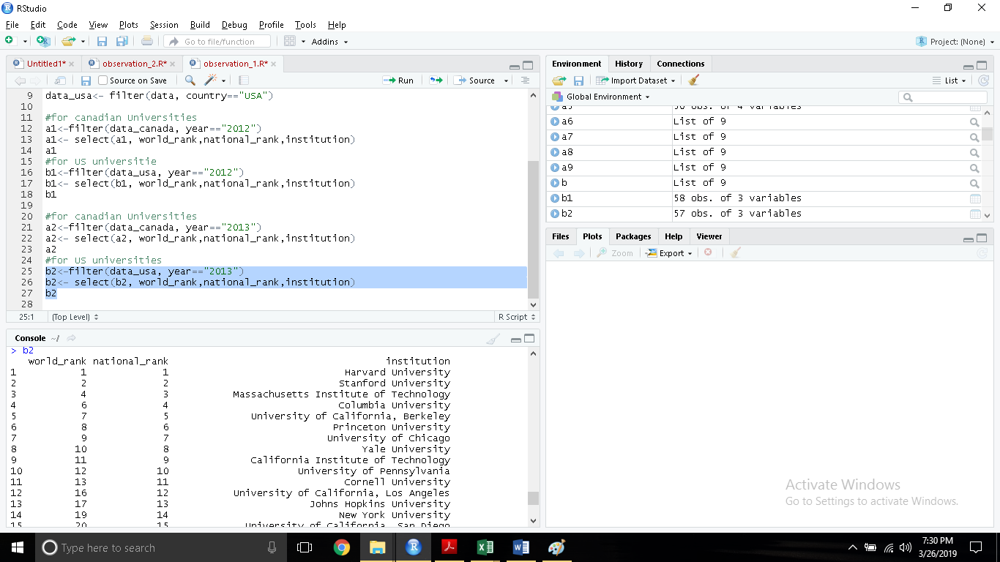 RStudio
File Edit Code View Plots Session Build Debug Profile Tools Help
Go to file/function Addins Project: (None)
Untitled1* observation_2.R* observation_1.R*
Source on Save Run Source
9 data_usa<- filter(data, country=="USA")
10
11 #for canadian Universities
12 a1<-filter(data_canada, year=="2012")
13 a1<- select(a1, world_rank,national_rank,institution)
14 a1
15 #for US universitie
16 b1<-filter(data_usa, year=="2012")
17 b1<- select(b1, world_rank,national_rank,institution)
18 b1
19
20 #for canadian Universities
21 a2<-filter(data_canada, year=="2013")
22 a2<- select(a2, world_rank,national_rank,institution)
23 a2
24 #for US universities
25 b2<-filter(data_usa, year=="2013")
26 b2<- select(b2, world_rank,national_rank,institution)
27 b2
28
25:1 (Top Level) R Script
Console ~/
> b2
world_rank national_rank institution
1 1 1 Harvard University
2 2 2 Stanford University
3 4 3 Massachusetts Institute of Technology
4 6 4 Columbia University
5 7 5 University of California, Berkeley
6 8 6 Princeton University
7 9 7 University of Chicago
8 10 8 Yale University
9 11 9 California Institute of Technology
10 12 10 University of Pennsylvania
11 13 11 Cornell University
12 16 12 University of California, Los Angeles
13 17 13 Johns Hopkins University
14 19 14 New York University
15 20 15 University of California, San Diego
Environment History Connections
Import Dataset List
Global Environment
a5 50 obs. of 4 variables
a6 List of 9
a7 List of 9
a8 List of 9
a9 List of 9
b List of 9
b1 58 obs. of 3 variables
b2 57 obs. of 3 variables
Files Plots Packages Help Viewer
Zoom Export
Activate Windows
Go to Settings to activate Windows.
Type here to search
7:30 PM
3/26/2019